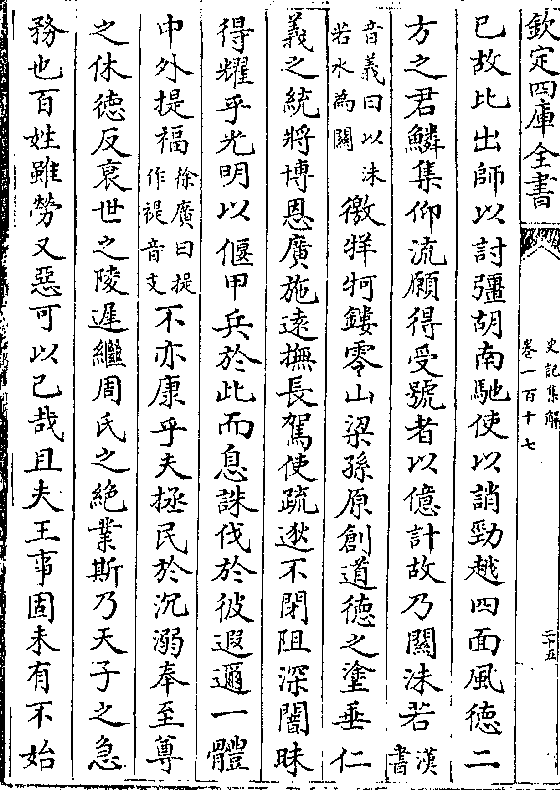 欽定四庫全書
史記集解
卷一百十七
二十五
已故北出師以討彊胡南馳使以誚勁越四面風德二
方之君鱗集仰流願得受號者以億計故乃關沬若漢書
音義曰以沬若水為關徼牂牁鏤零山梁孫原創道德之塗垂仁
義之統將博恩廣施遠撫長駕使疏逖不閉阻深闇昧
得耀乎光明以偃甲兵於此而息誅伐於彼遐邇一體
中外提福徐廣曰提作禔音支不亦康乎夫拯民於沉溺奉至尊
之休德反衰世之陵遲繼周氏之絶業斯乃天子之急
務也百姓雖勞又惡可以已哉且夫王事固未有不始